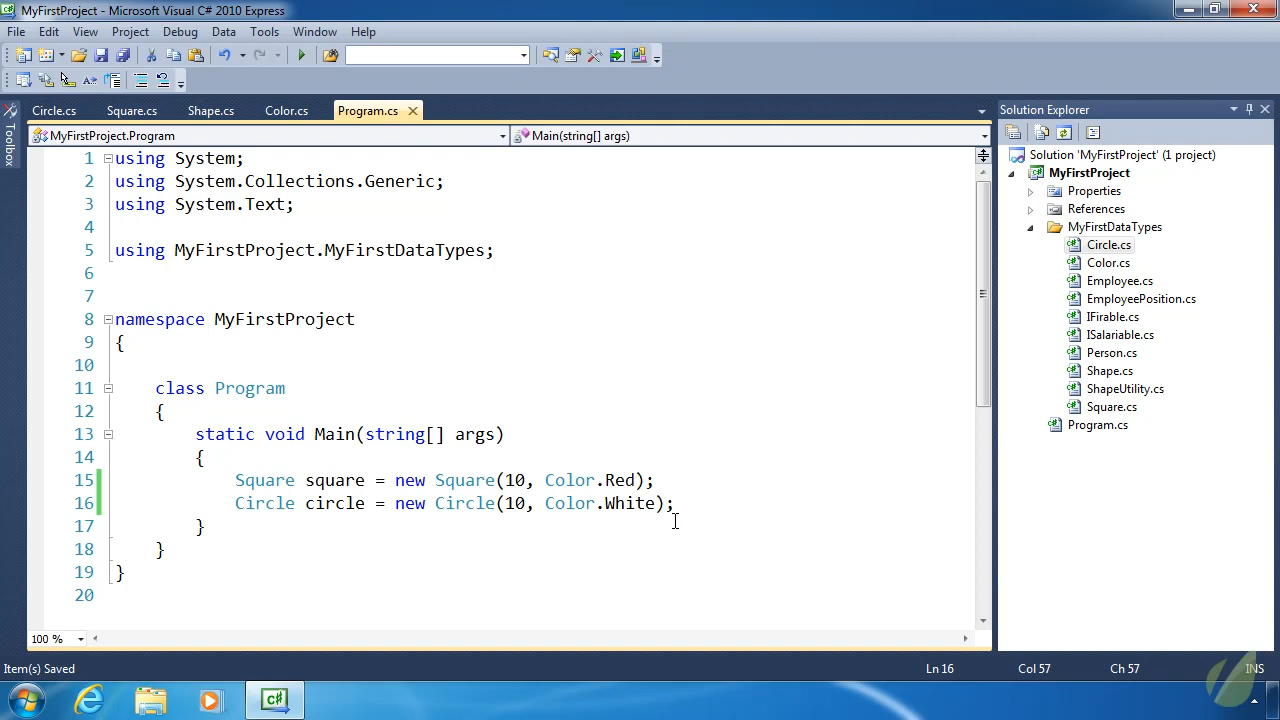 MyFirstProject - Microsoft Visual C# 2010 Express
File Edit View Project Debug Data Tools Window Help
Circle.cs Square.cs Shape.cs Color.cs Program.cs
MyFirstProject.Program Main(string[] args)
Toolbox
1 using System;
2 using System.Collections.Generic;
3 using System.Text;
4
5 using MyFirstProject.MyFirstDataTypes;
6
7
8 namespace MyFirstProject
9 {
10
11 class Program
12 {
13 static void Main(string[] args)
14 {
15 Square square = new Square(10, Color.Red);
16 Circle circle = new Circle(10, Color.White);
17 }
18 }
19 }
20
100 %
Solution Explorer
Solution 'MyFirstProject' (1 project)
MyFirstProject
Properties
References
MyFirstDataTypes
Circle.cs
Color.cs
Employee.cs
EmployeePosition.cs
IFirable.cs
ISalariable.cs
Person.cs
Shape.cs
ShapeUtility.cs
Square.cs
Program.cs
Item(s) Saved Ln 16 Col 57 Ch 57 INS
C#